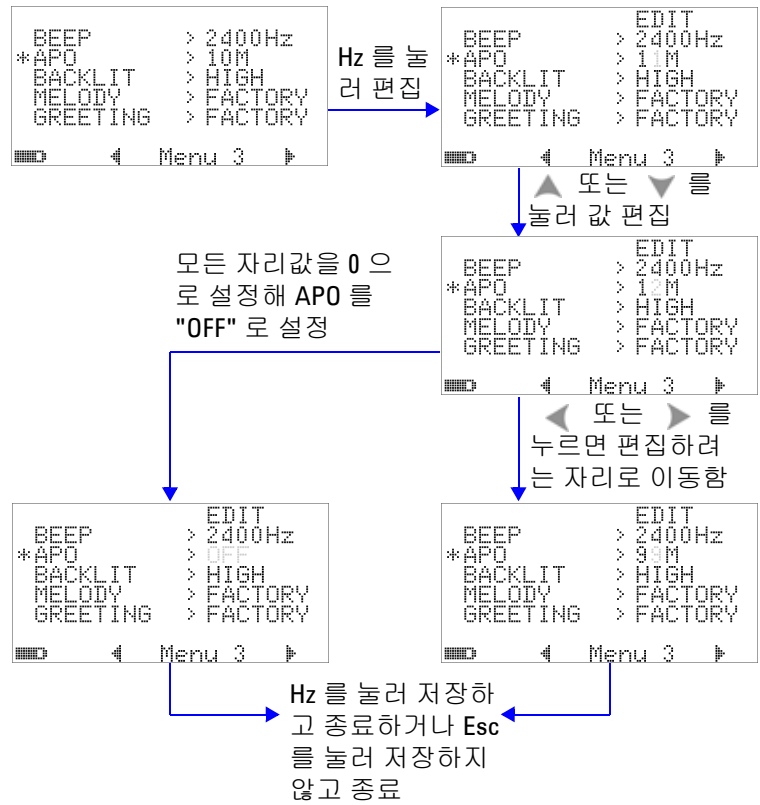 BEEP > 2400Hz
*APO > 10M
BACKLIT > HIGH
MELODY > FACTORY
GREETING > FACTORY
Menu 3
Hz 를 눌
러 편집
EDIT
BEEP > 2400Hz
*APO > 11M
BACKLIT > HIGH
MELODY > FACTORY
GREETING > FACTORY
Menu 3
또는 를
눌러 값 편집
EDIT
BEEP > 2400Hz
*APO > 12M
BACKLIT > HIGH
MELODY > FACTORY
GREETING > FACTORY
Menu 3
모든 자리값을 0 으
로 설정해 APO 를
"OFF" 로 설정
또는 를
누르면 편집하려
는 자리로 이동함
EDIT
BEEP > 2400Hz
*APO > OFF
BACKLIT > HIGH
MELODY > FACTORY
GREETING > FACTORY
Menu 3
EDIT
BEEP > 2400Hz
*APO > 99M
BACKLIT > HIGH
MELODY > FACTORY
GREETING > FACTORY
Menu 3
Hz 를 눌러 저장하
고 종료하거나 Esc
를 눌러 저장하지
않고 종료